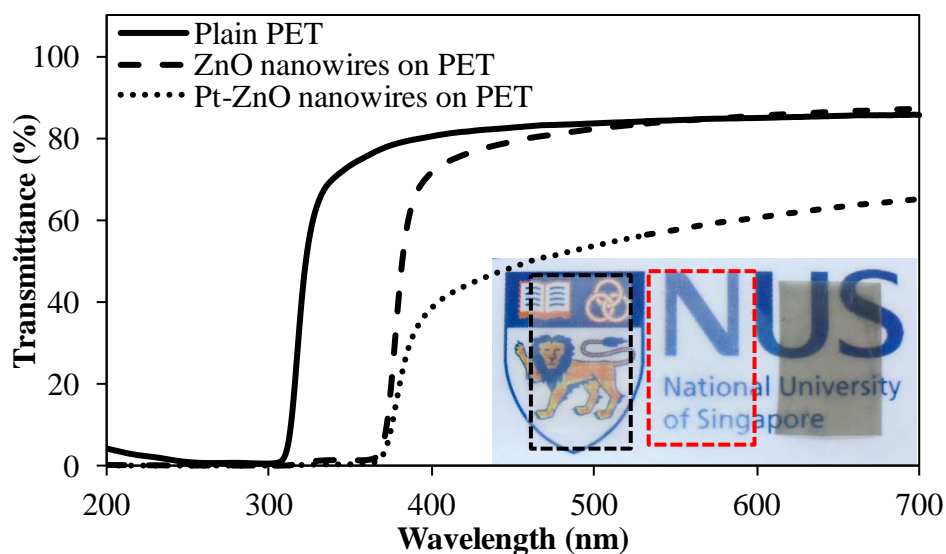 Plain PET
ZnO nanowires on PET
Pt-ZnO nanowires on PET
Transmittance (%)
100
80
60
40
20
0
200
300
400
500
600
700
Wavelength (nm)
NUS
National University
of Singapore